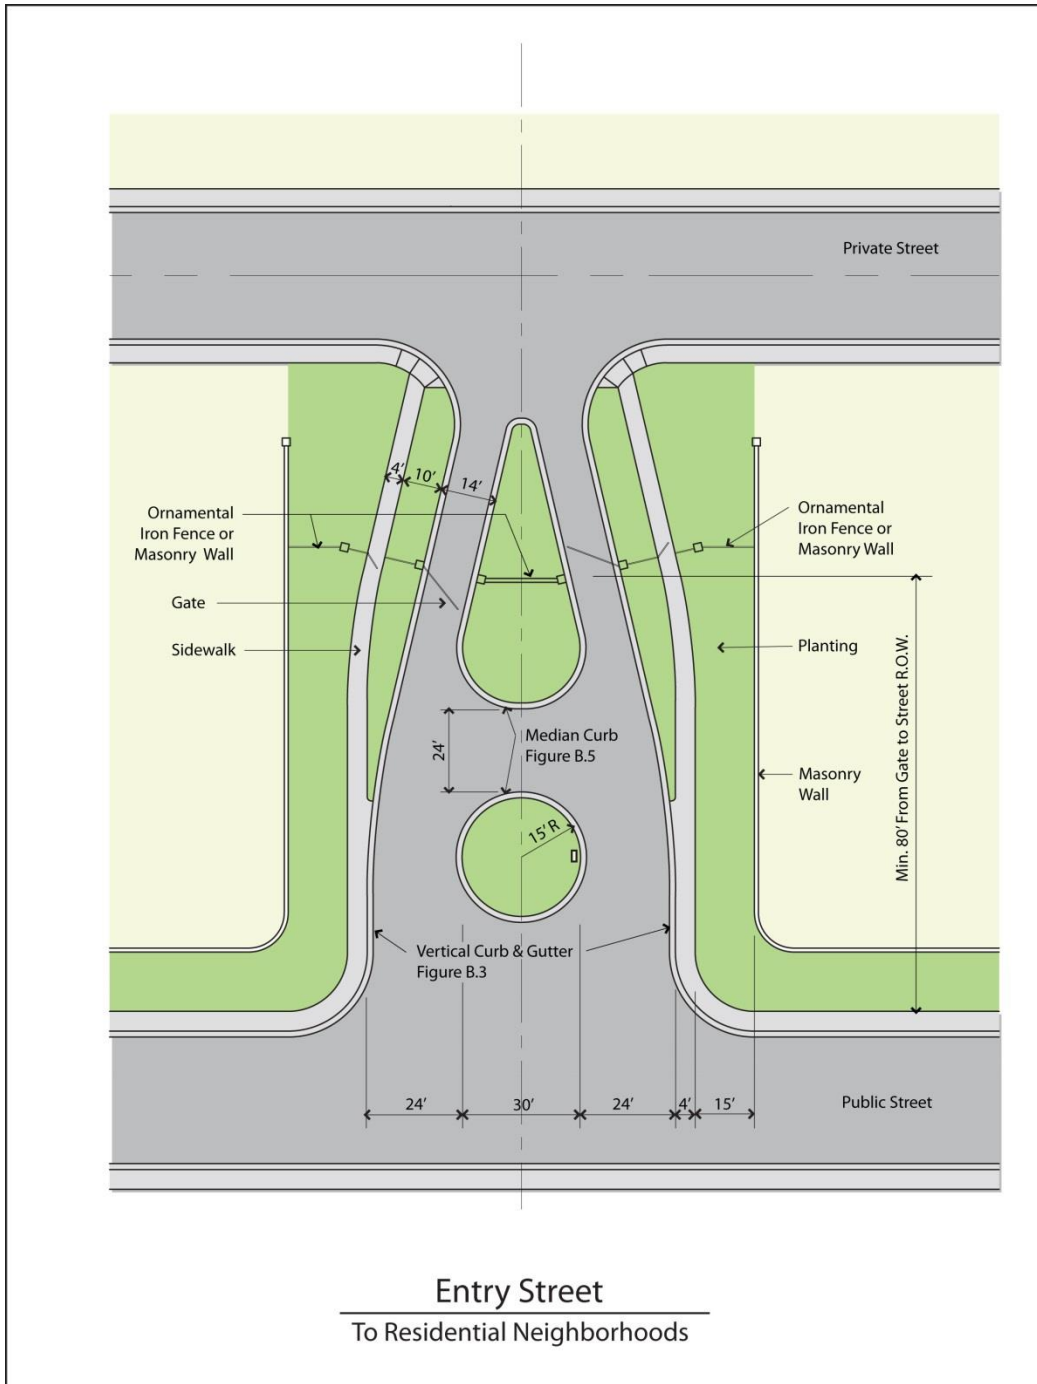 Private Street
4'
10'
14'
Ornamental
Iron Fence or
Masonry Wall
Ornamental
Iron Fence or
Masonry Wall
Gate
Sidewalk
Planting
Min. 80' From Gate to Street R.O.W.
24'
Median Curb
Figure B.5
Masonry
Wall
15' R
Vertical Curb & Gutter
Figure B.3
24'
30'
24'
4'
15'
Public Street
Entry Street
To Residential Neighborhoods